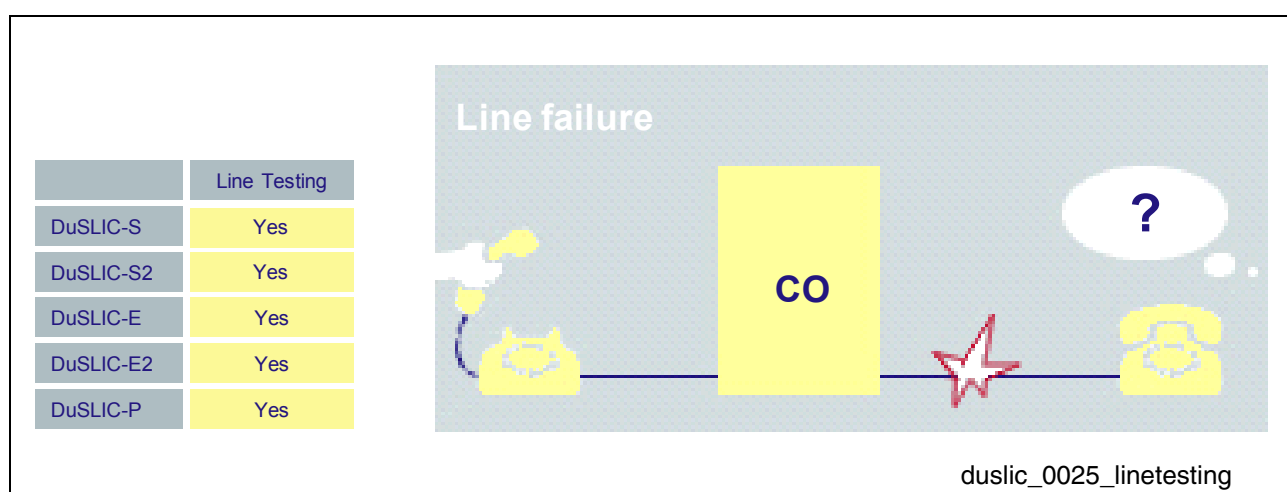 Line failure
Line Testing
DuSLIC-S Yes
DuSLIC-S2 Yes
DuSLIC-E Yes
DuSLIC-E2 Yes
DuSLIC-P Yes
CO
?
duslic_0025_linetesting